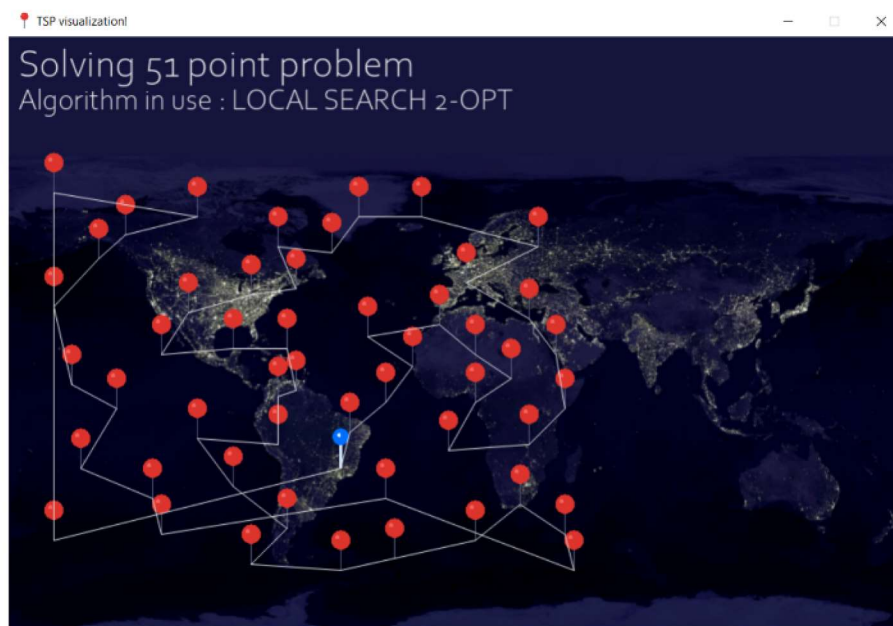 TSP visualization!
Solving 51 point problem
Algorithm in use : LOCAL SEARCH 2-OPT